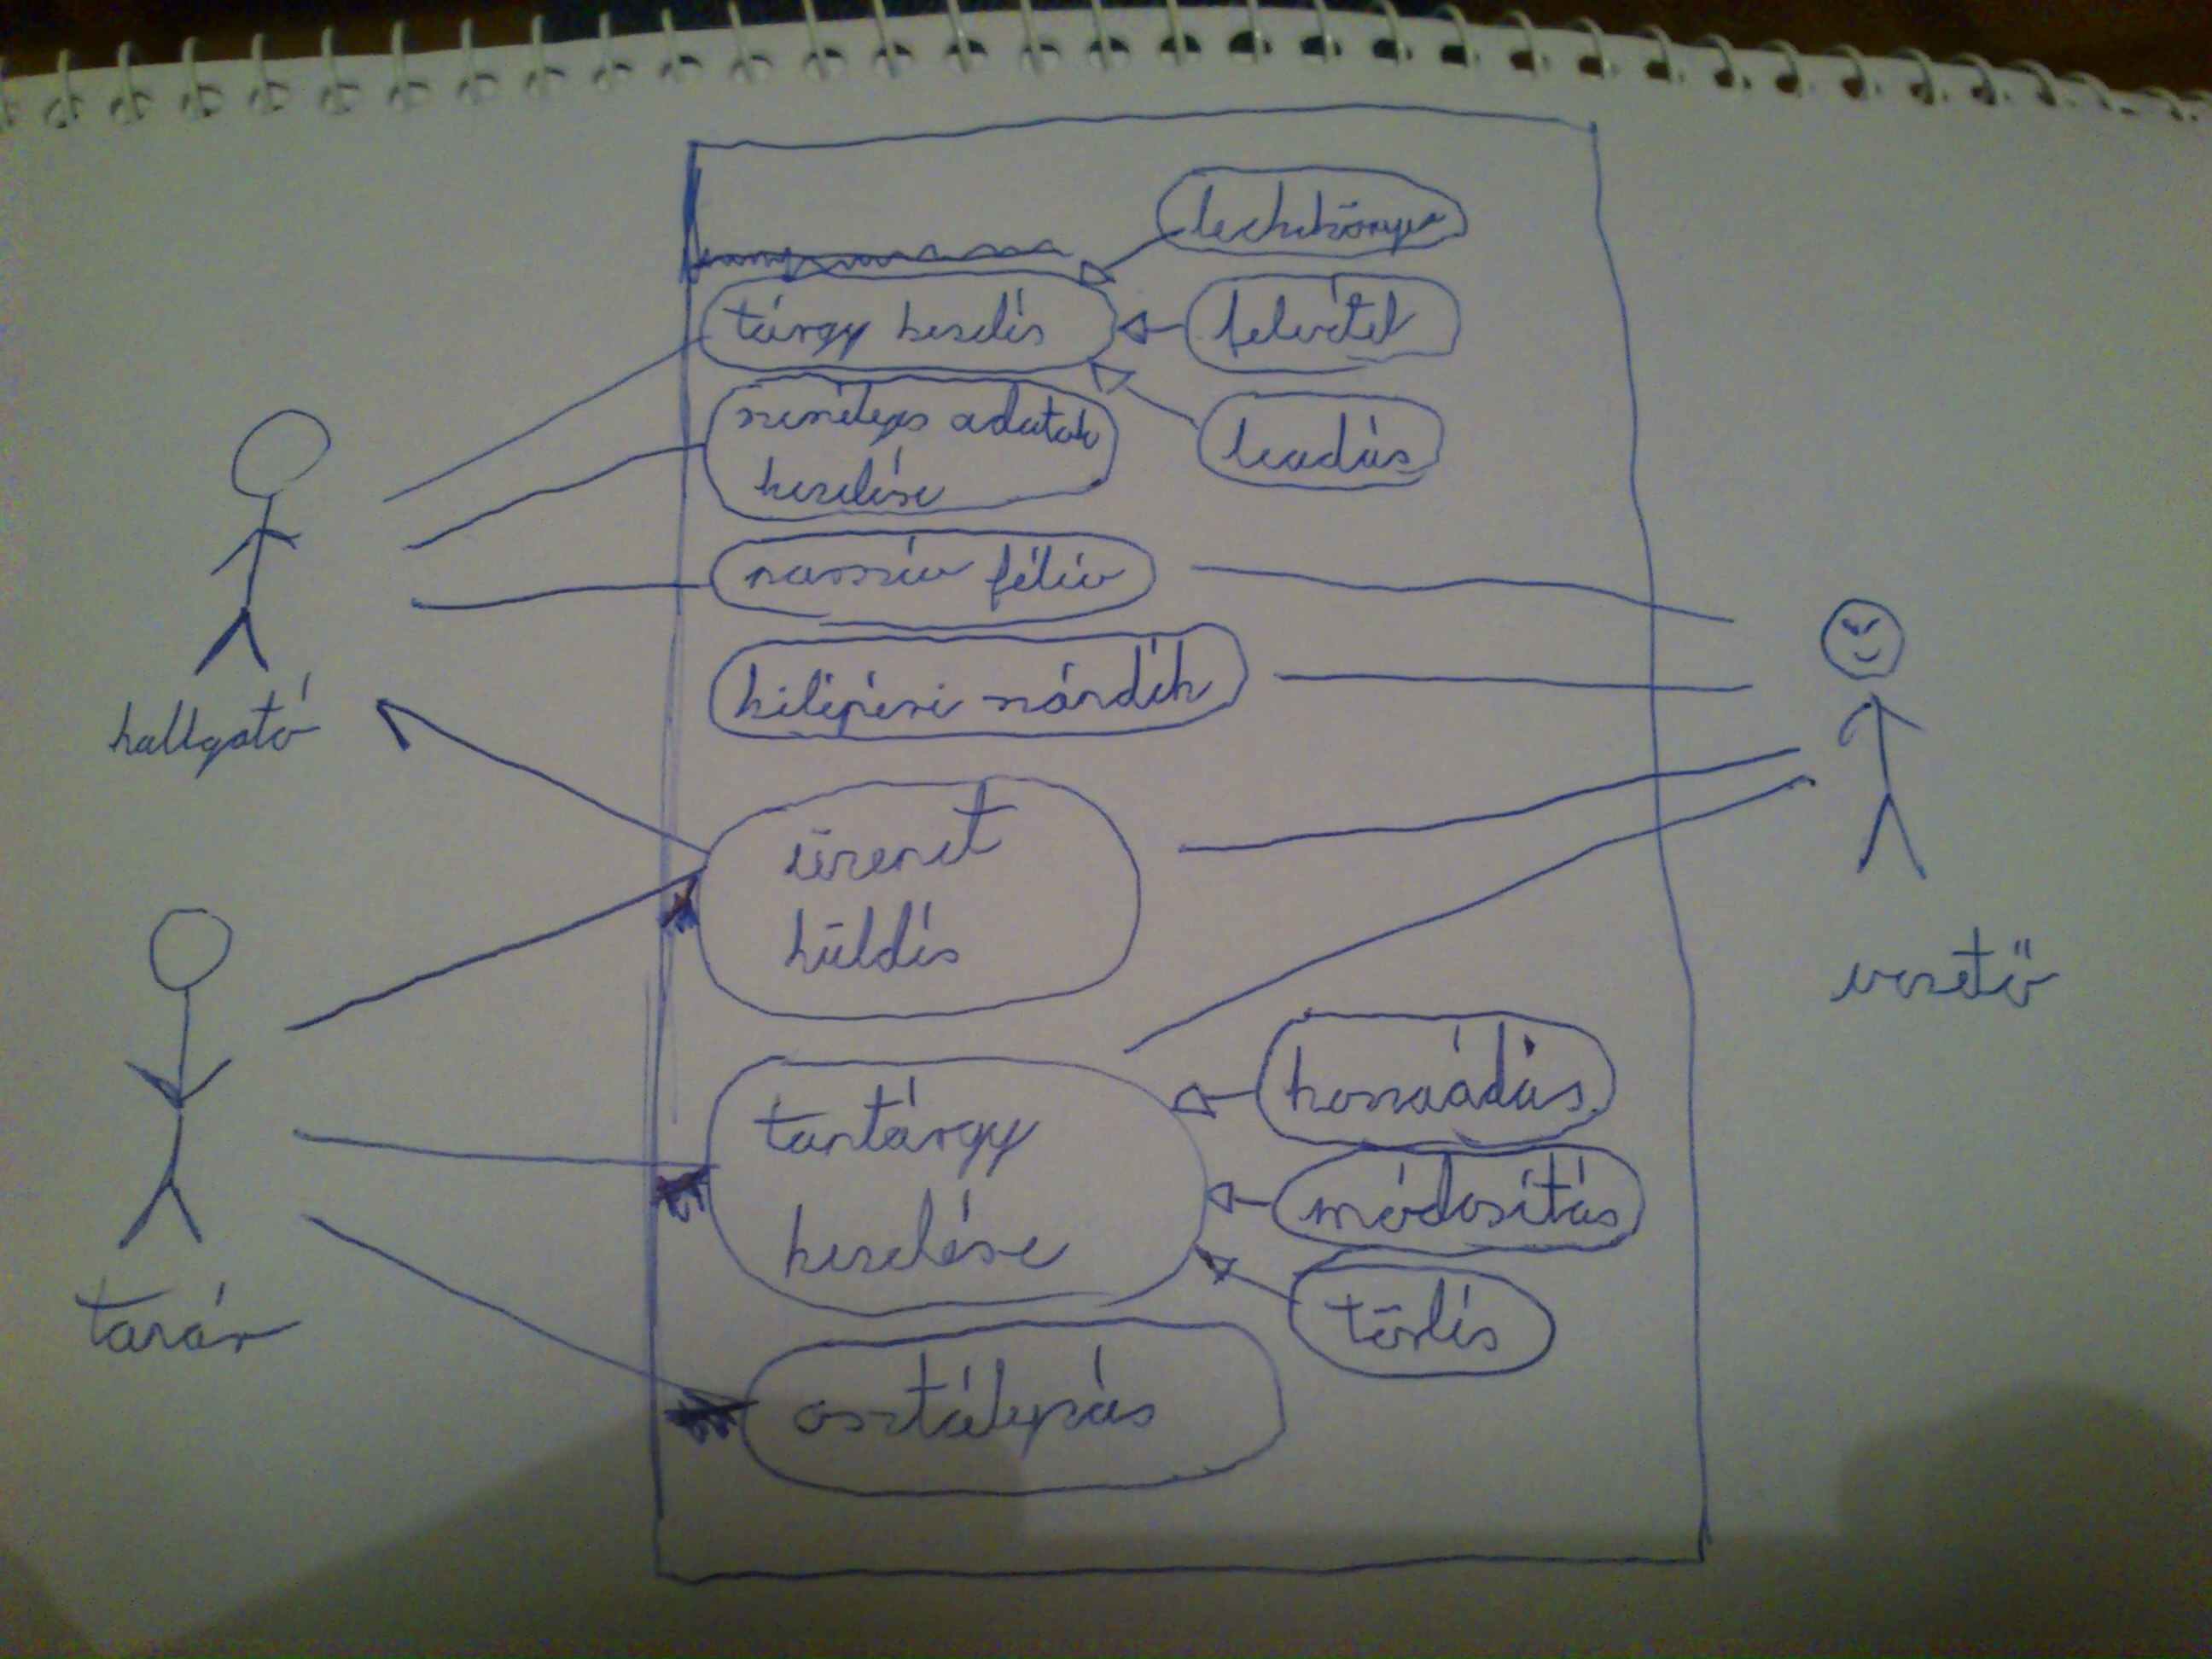 leckekönyv
tárgy kezelés
felvétel
személyes adatok
kezelése
leadás
passzív félév
kilépési szándék
hallgató
üzenet
küldés
vezető
tantárgy
kezelése
hozzáadás
módosítás
törlés
tanár
osztályzás